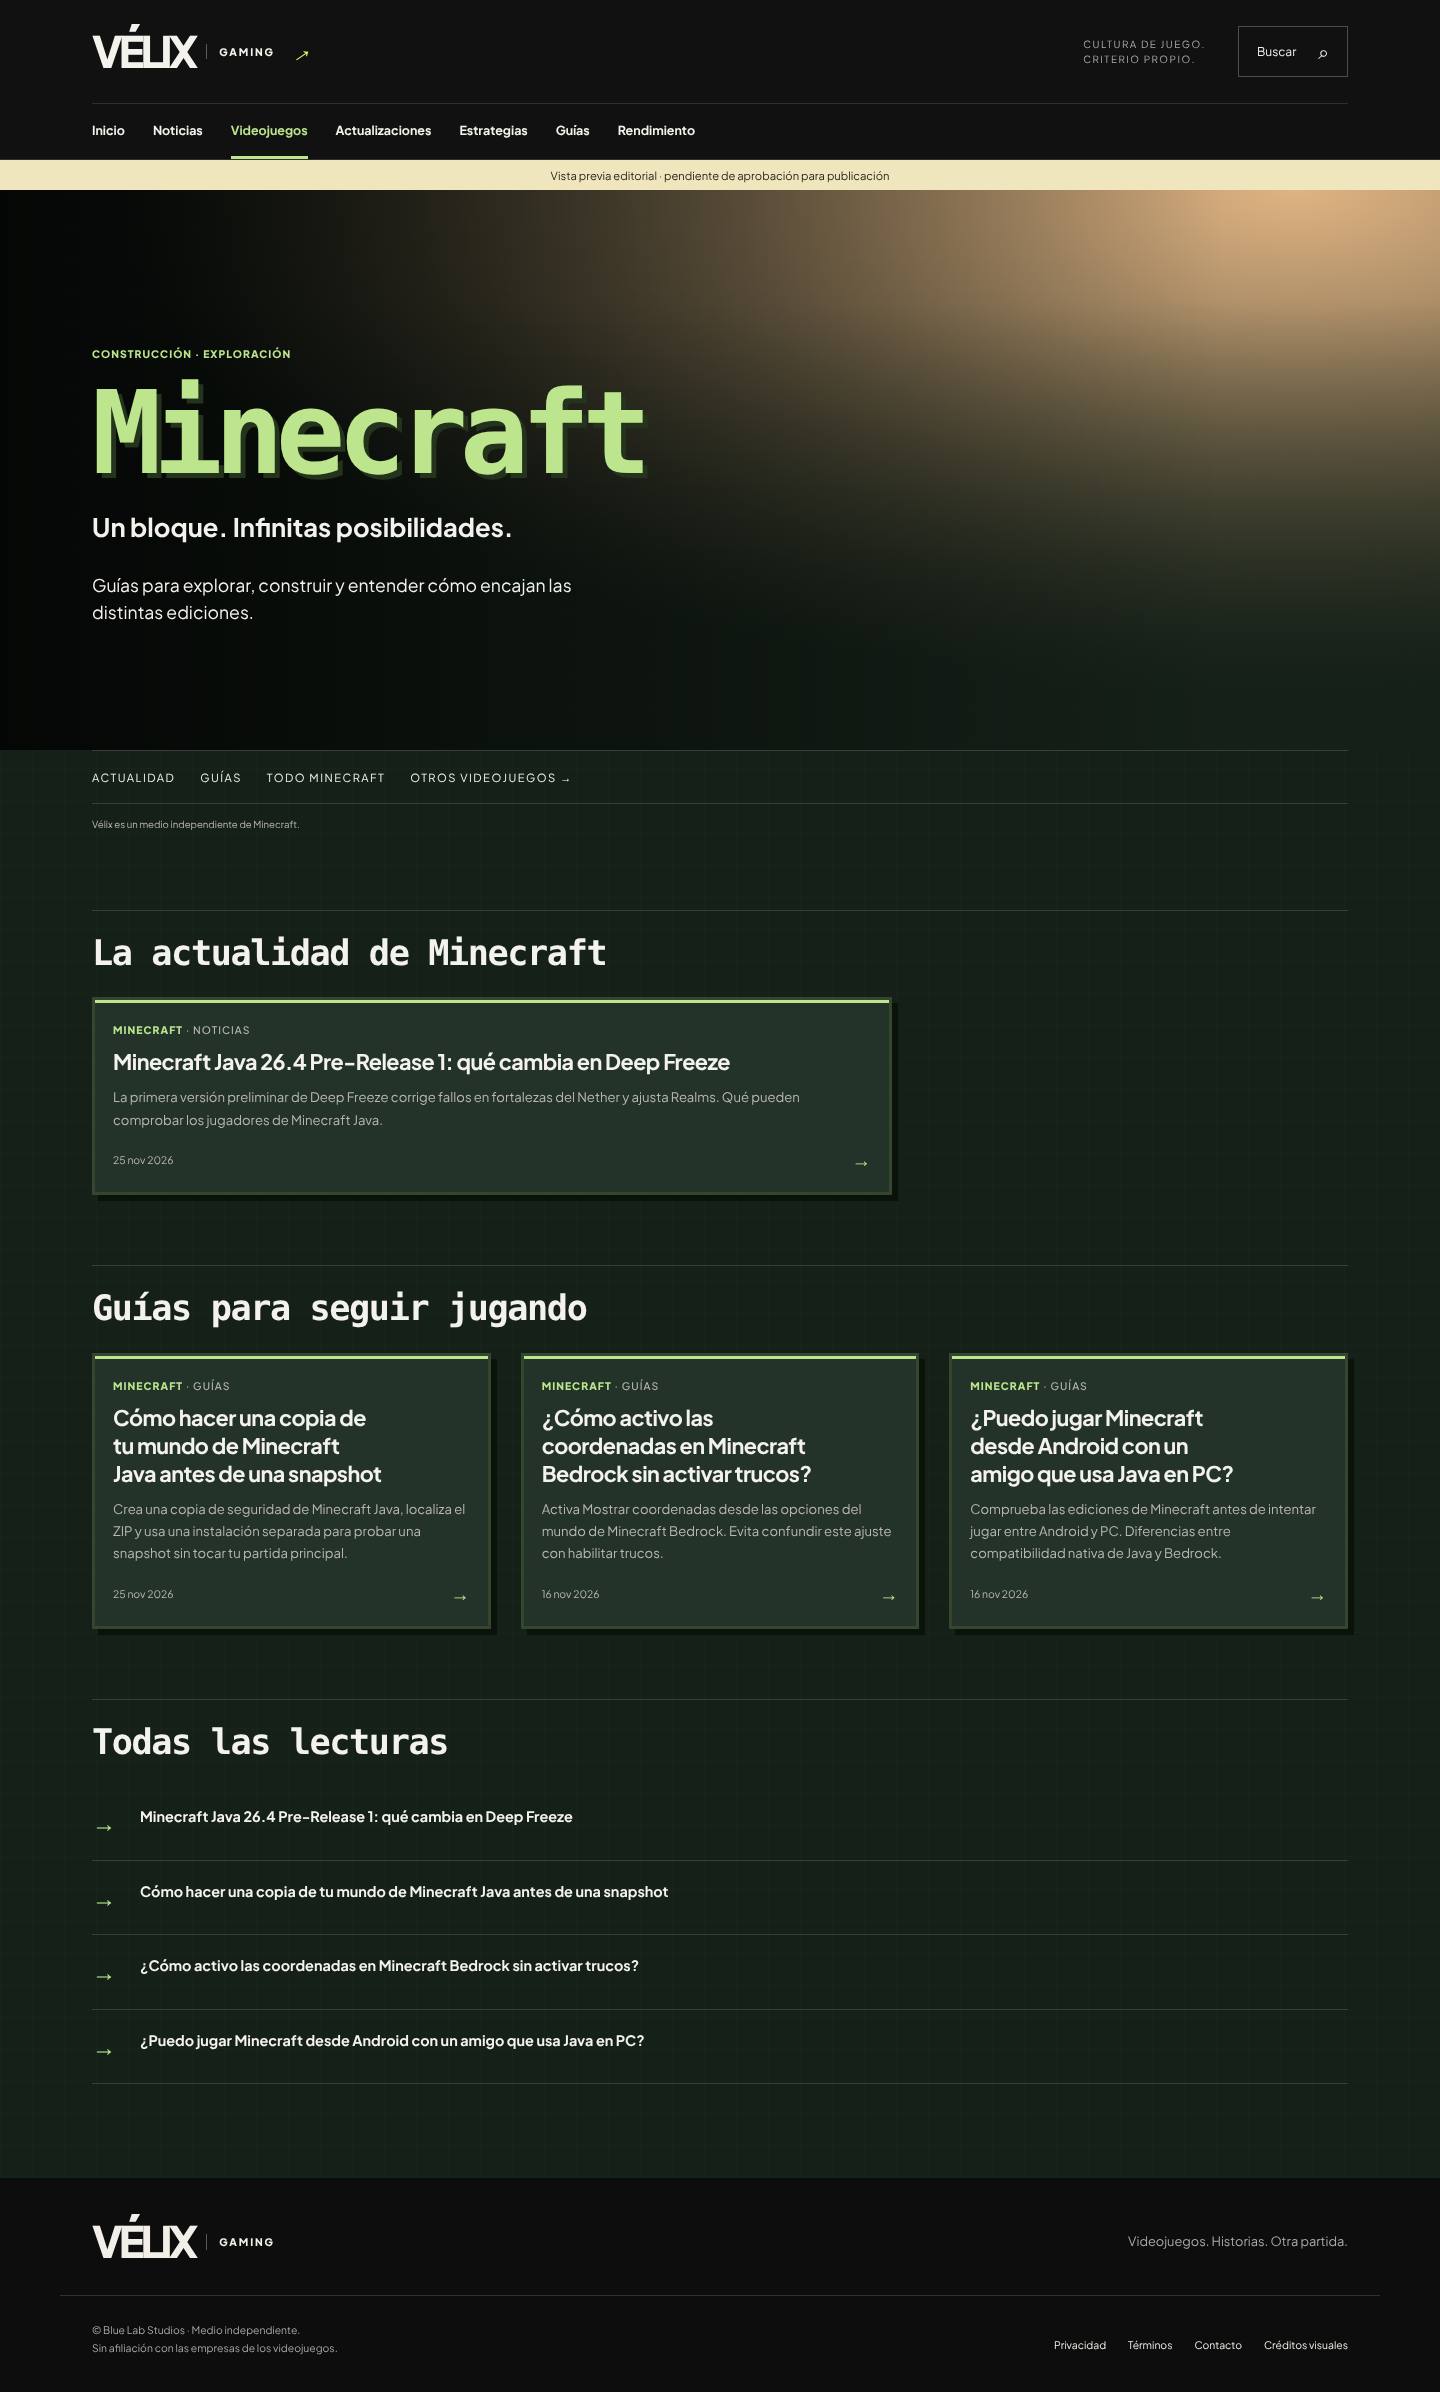 VÉLIX GAMING →
CULTURA DE JUEGO.
CRITERIO PROPIO.
Buscar ⌕
Inicio Noticias Videojuegos Actualizaciones Estrategias Guías Rendimiento
Vista previa editorial · pendiente de aprobación para publicación
CONSTRUCCIÓN · EXPLORACIÓN
Minecraft
Un bloque. Infinitas posibilidades.
Guías para explorar, construir y entender cómo encajan las
distintas ediciones.
ACTUALIDAD GUÍAS TODO MINECRAFT OTROS VIDEOJUEGOS →
Vélix es un medio independiente de Minecraft.
La actualidad de Minecraft
MINECRAFT · NOTICIAS
Minecraft Java 26.4 Pre-Release 1: qué cambia en Deep Freeze
La primera versión preliminar de Deep Freeze corrige fallos en fortalezas del Nether y ajusta Realms. Qué pueden
comprobar los jugadores de Minecraft Java.
25 nov 2026 →
Guías para seguir jugando
MINECRAFT · GUÍAS
Cómo hacer una copia de
tu mundo de Minecraft
Java antes de una snapshot
Crea una copia de seguridad de Minecraft Java, localiza el
ZIP y usa una instalación separada para probar una
snapshot sin tocar tu partida principal.
25 nov 2026 →
MINECRAFT · GUÍAS
¿Cómo activo las
coordenadas en Minecraft
Bedrock sin activar trucos?
Activa Mostrar coordenadas desde las opciones del
mundo de Minecraft Bedrock. Evita confundir este ajuste
con habilitar trucos.
16 nov 2026 →
MINECRAFT · GUÍAS
¿Puedo jugar Minecraft
desde Android con un
amigo que usa Java en PC?
Comprueba las ediciones de Minecraft antes de intentar
jugar entre Android y PC. Diferencias entre
compatibilidad nativa de Java y Bedrock.
16 nov 2026 →
Todas las lecturas
→ Minecraft Java 26.4 Pre-Release 1: qué cambia en Deep Freeze
→ Cómo hacer una copia de tu mundo de Minecraft Java antes de una snapshot
→ ¿Cómo activo las coordenadas en Minecraft Bedrock sin activar trucos?
→ ¿Puedo jugar Minecraft desde Android con un amigo que usa Java en PC?
VÉLIX GAMING
Videojuegos. Historias. Otra partida.
© Blue Lab Studios · Medio independiente.
Sin afiliación con las empresas de los videojuegos.
Privacidad Términos Contacto Créditos visuales